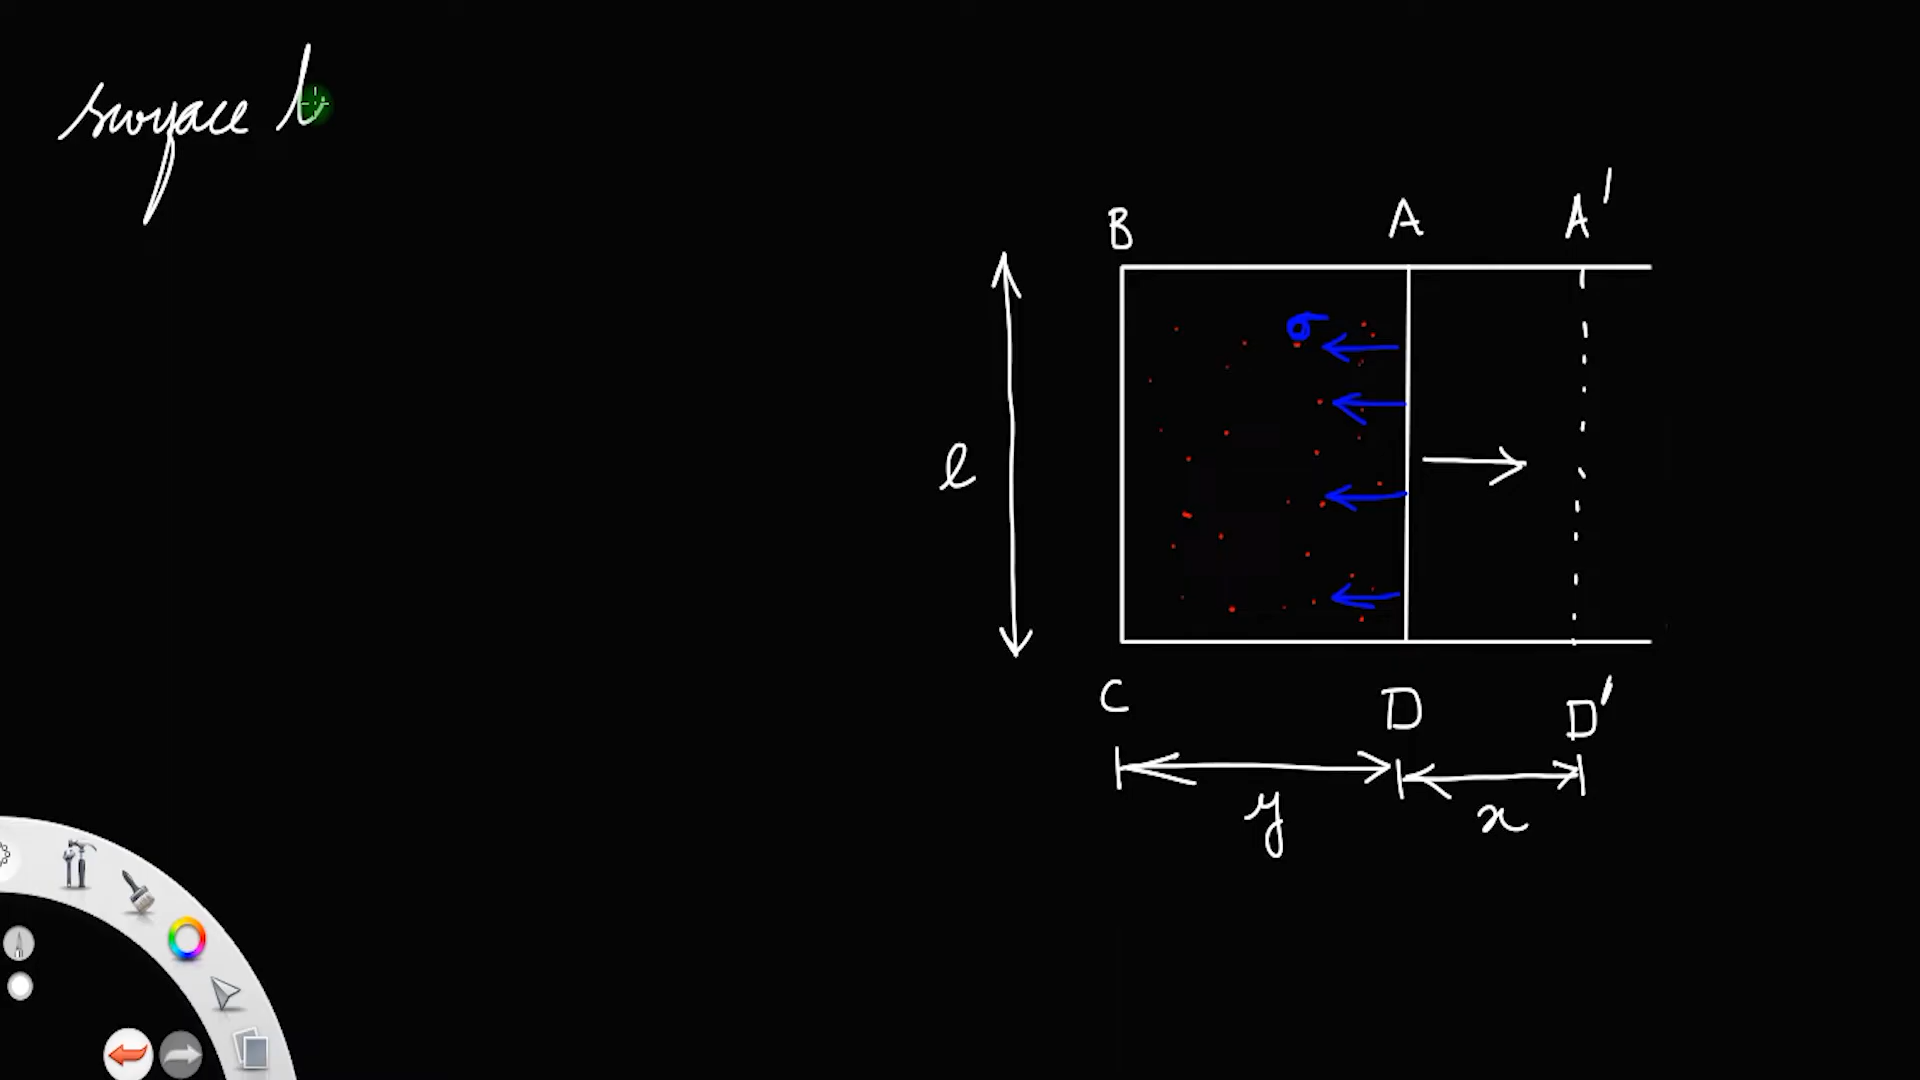 surface
B A A'
σ
l
C D D'
y x